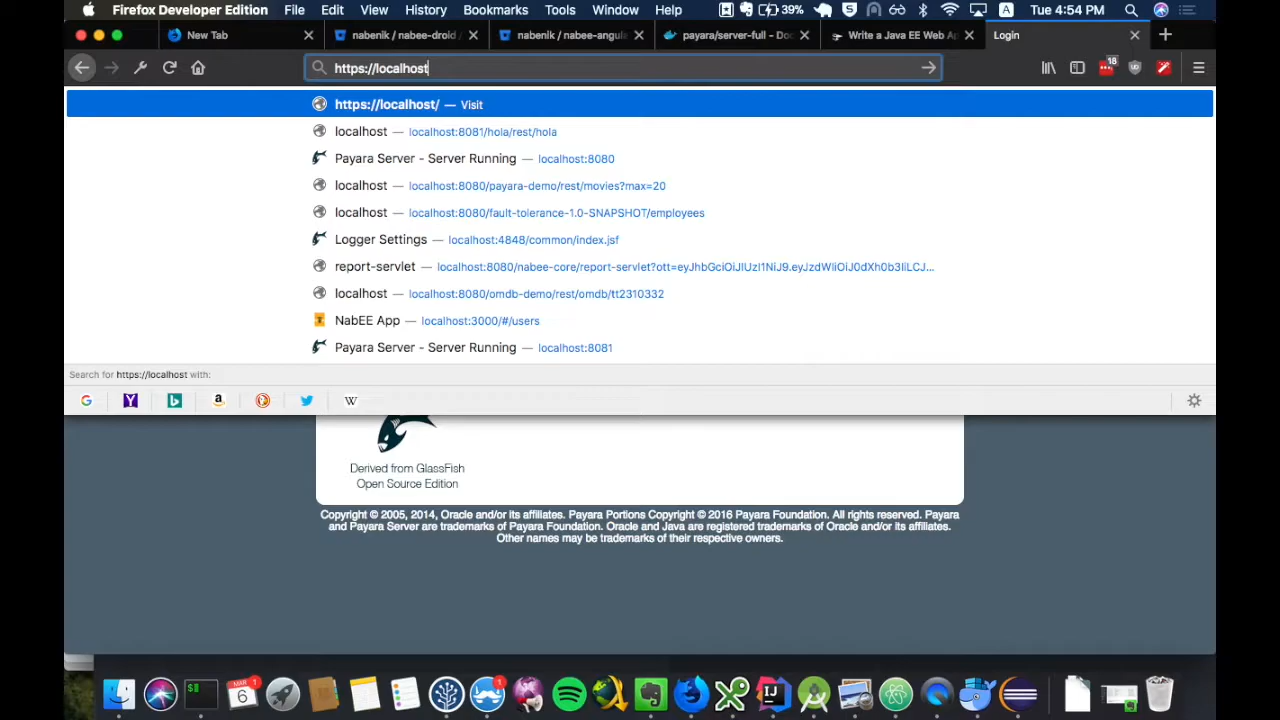 Firefox Developer Edition File Edit View History Bookmarks Tools Window Help 39% A Tue 4:54 PM
New Tab nabenik / nabee-droid nabenik / nabee-angula payara/server-full - Doc Write a Java EE Web Ap Login
https://localhost 18
https://localhost/ — Visit
localhost — localhost:8081/hola/rest/hola
Payara Server - Server Running — localhost:8080
localhost — localhost:8080/payara-demo/rest/movies?max=20
localhost — localhost:8080/fault-tolerance-1.0-SNAPSHOT/employees
Logger Settings — localhost:4848/common/index.jsf
report-servlet — localhost:8080/nabee-core/report-servlet?ott=eyJhbGciOiJIUzI1NiJ9.eyJzdWIiOiJ0dXh0b3IiLCJ...
localhost — localhost:8080/omdb-demo/rest/omdb/tt2310332
NabEE App — localhost:3000/#/users
Payara Server - Server Running — localhost:8081
Search for https://localhost with:
Derived from GlassFish
Open Source Edition
Copyright © 2005, 2014, Oracle and/or its affiliates. Payara Portions Copyright © 2016 Payara Foundation. All rights reserved. Payara
and Payara Server are trademarks of Payara Foundation. Oracle and Java are registered trademarks of Oracle and/or its affiliates.
Other names may be trademarks of their respective owners.
MAR 6 1 1